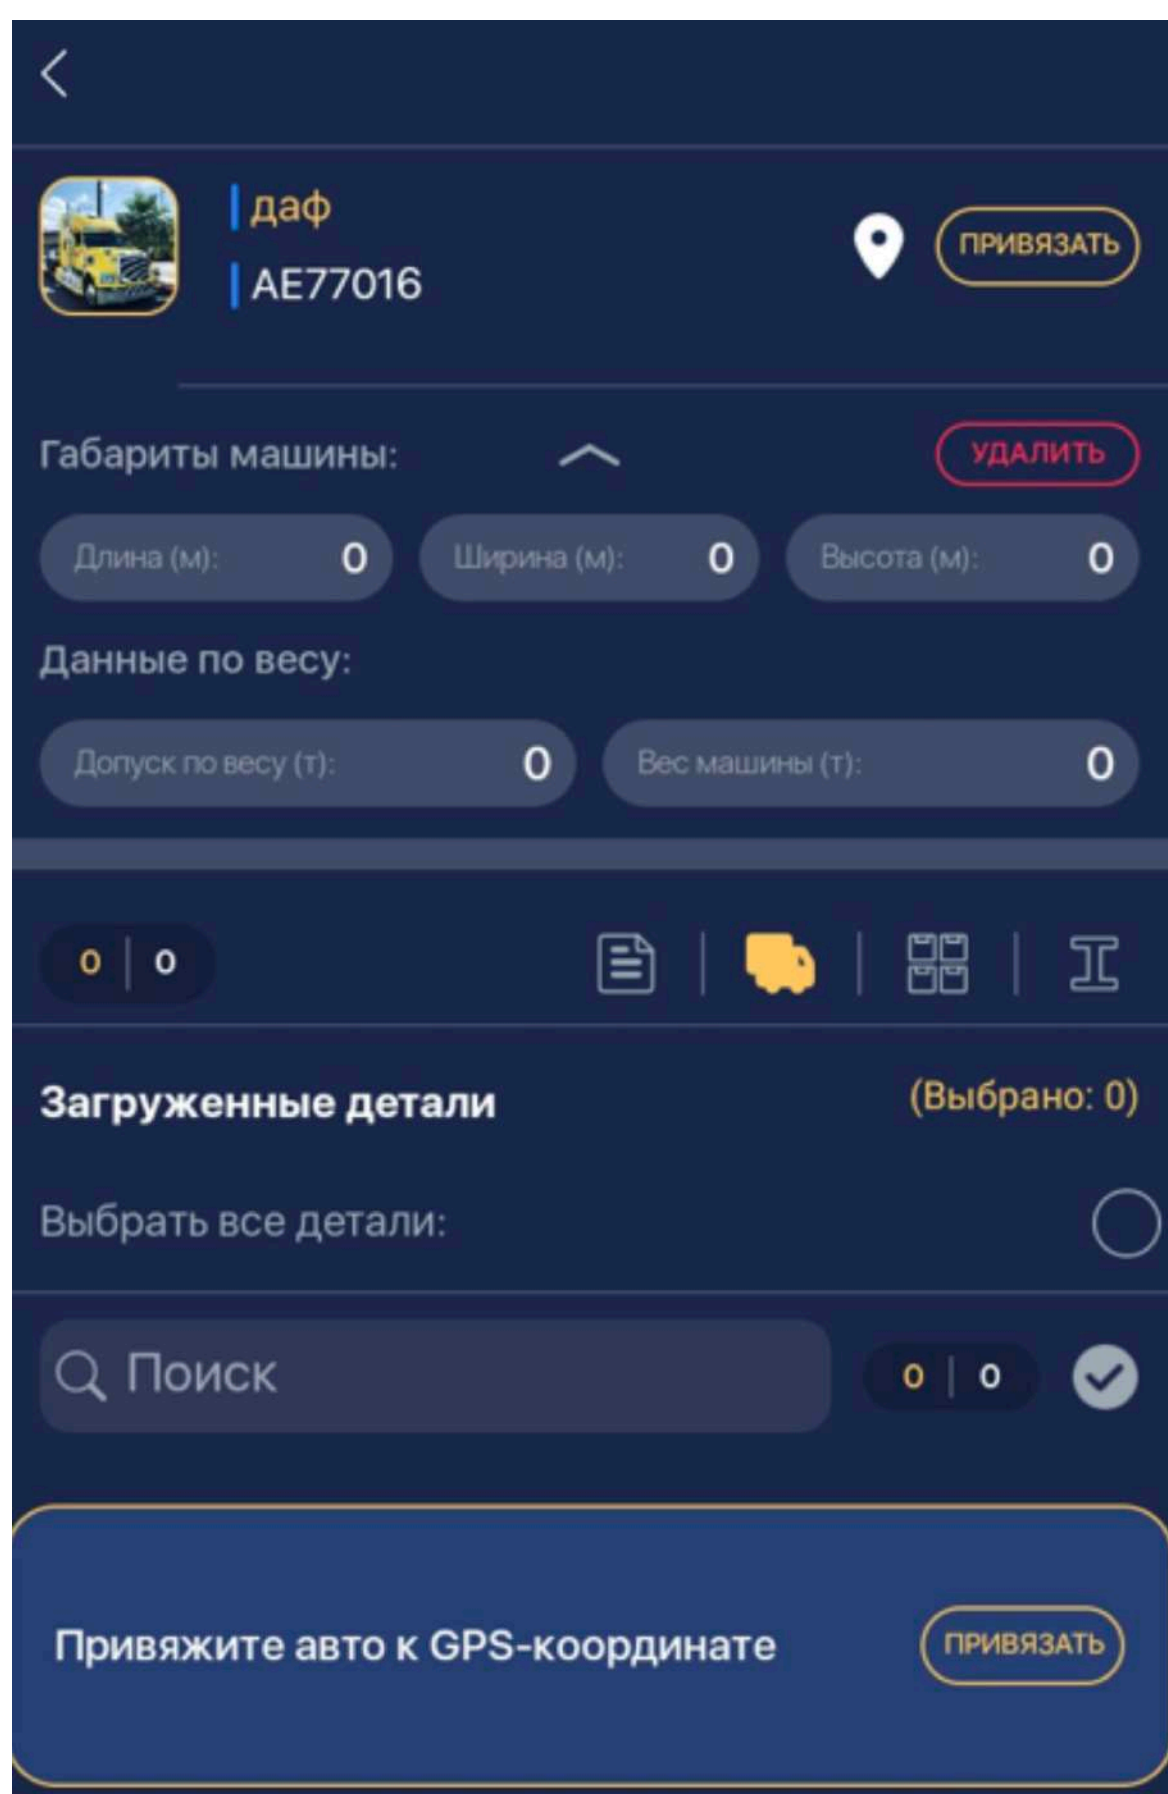 даф
AE77016
ПРИВЯЗАТЬ
Габариты машины:
УДАЛИТЬ
Длина (м): 0 Ширина (м): 0 Высота (м): 0
Данные по весу:
Допуск по весу (т): 0 Вес машины (т): 0
0 | 0
Загруженные детали (Выбрано: 0)
Выбрать все детали:
Поиск 0 | 0
Привяжите авто к GPS-координате ПРИВЯЗАТЬ